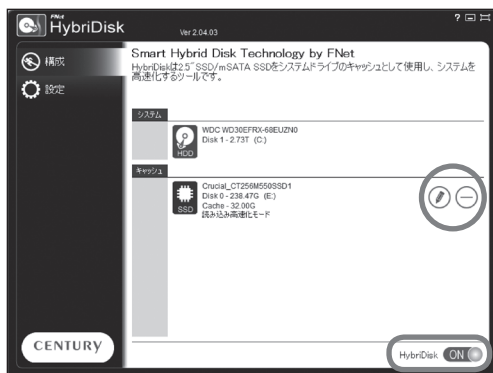 FNet
HybriDisk
Ver 2.04.03
?
構成
設定
Smart Hybrid Disk Technology by FNet
HybriDiskは2.5"SSD/mSATA SSDをシステムドライブのキャッシュとして使用し、システムを
高速化するツールです。
システム
WDC WD30EFRX-68EUZN0
Disk 1 - 2.73T (C:)
HDD
キャッシュ
Crucial_CT256M550SSD1
Disk 0 - 238.47G (E:)
Cache - 32.00G
読み込み高速化モード
SSD
CENTURY
HybriDisk ON